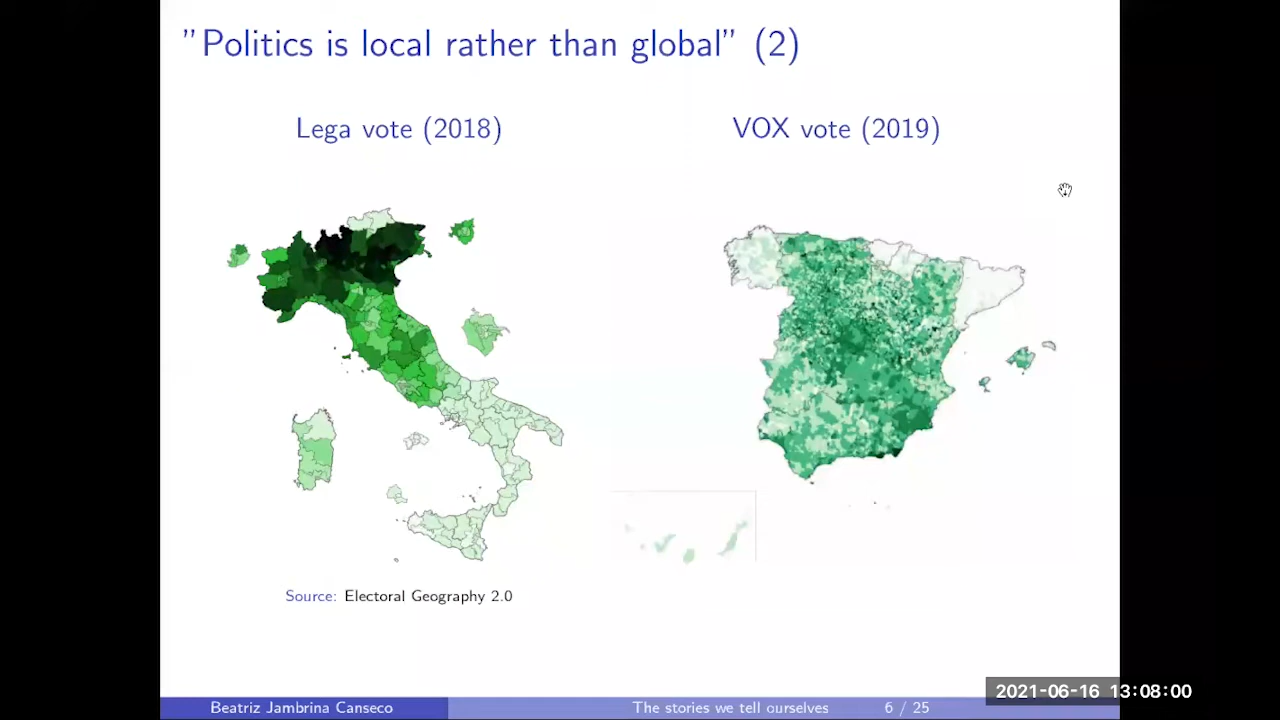 "Politics is local rather than global" (2)
Lega vote (2018)
VOX vote (2019)
Source: Electoral Geography 2.0
2021-06-16 13:08:00
Beatriz Jambrina Canseco
The stories we tell ourselves
6 / 25